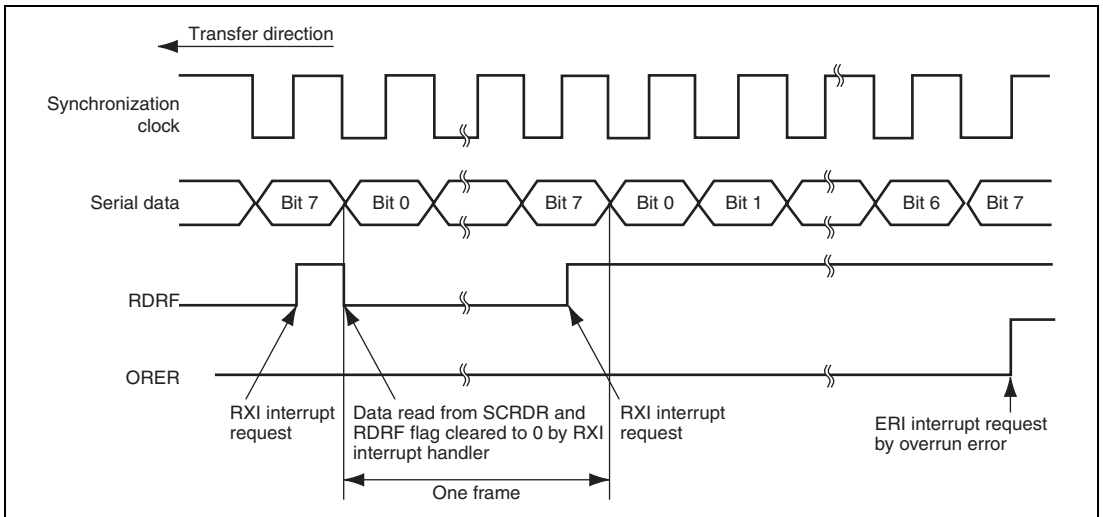 Transfer direction
Synchronization
clock
Serial data
Bit 7
Bit 0
Bit 7
Bit 0
Bit 1
Bit 6
Bit 7
RDRF
ORER
RXI interrupt
request
Data read from SCRDR and
RDRF flag cleared to 0 by RXI
interrupt handler
RXI interrupt
request
ERI interrupt request
by overrun error
One frame